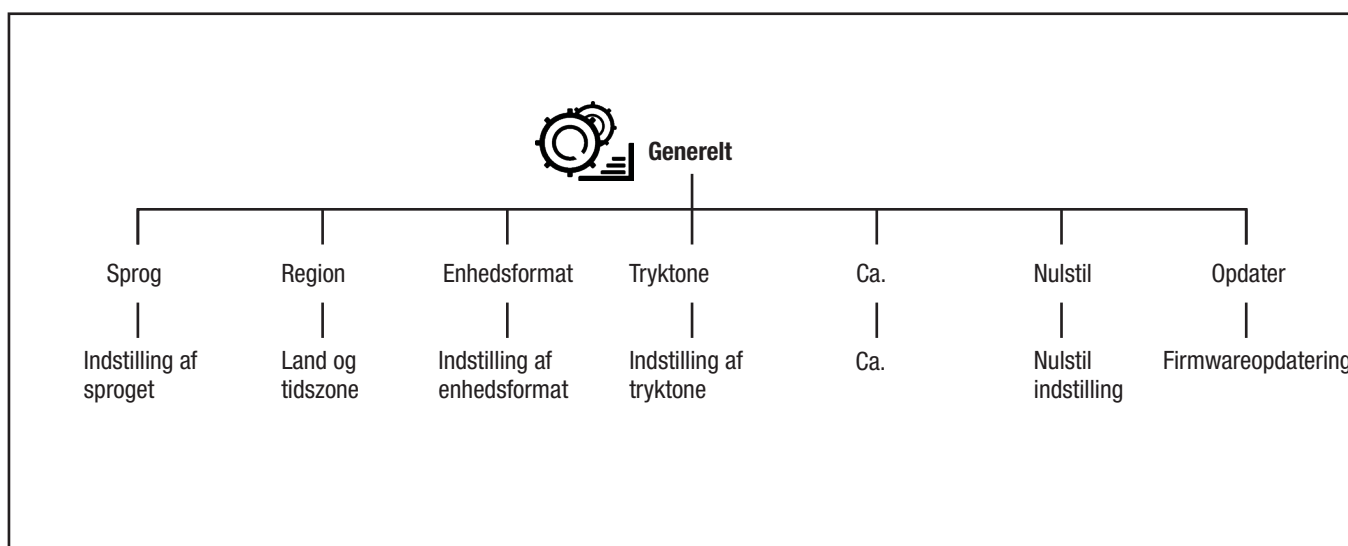 Generelt
Sprog
Region
Enhedsformat
Tryktone
Ca.
Nulstil
Opdater
Indstilling af
sproget
Land og
tidszone
Indstilling af
enhedsformat
Indstilling af
tryktone
Ca.
Nulstil
indstilling
Firmwareopdatering